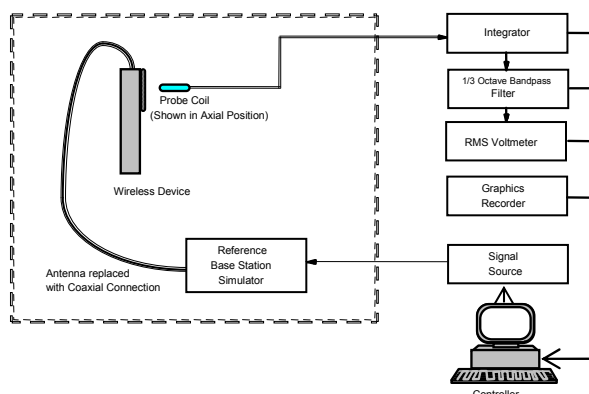 Integrator
1/3 Octave Bandpass
Filter
RMS Voltmeter
Graphics
Recorder
Signal
Source
Probe Coil
(Shown in Axial Position)
Wireless Device
Reference
Base Station
Simulator
Antenna replaced
with Coaxial Connection
Controller